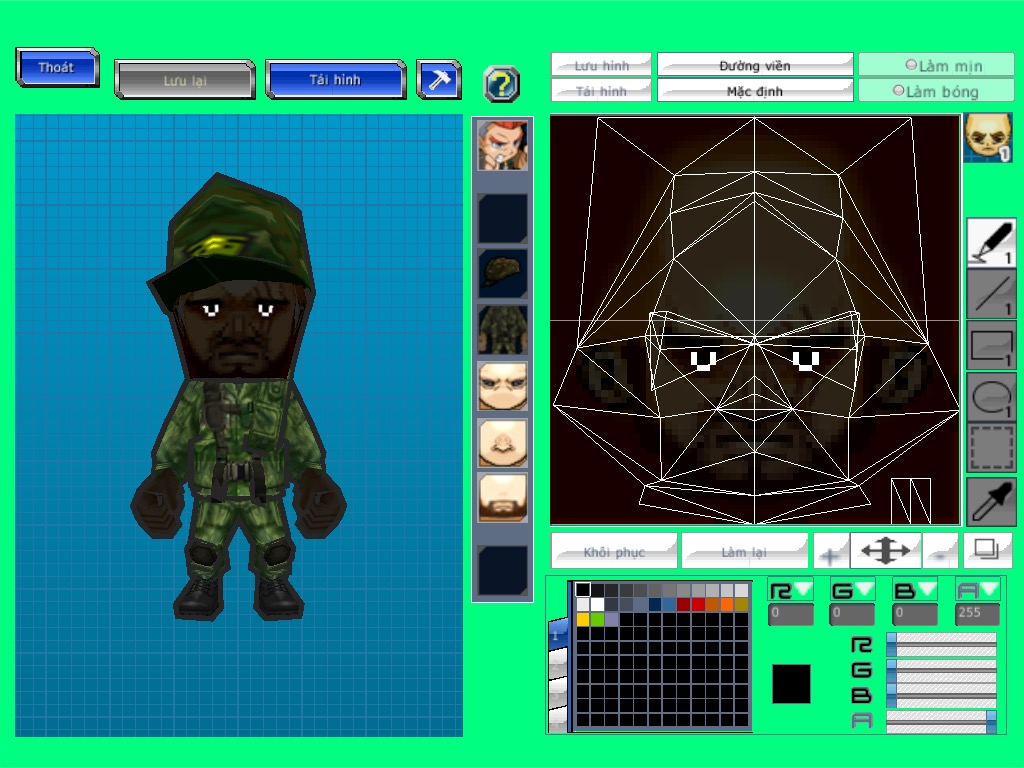 Thoát
Lưu lại
Tải hình
?
Lưu hình
Đường viền
Làm mịn
Tải hình
Mặc định
Làm bóng
1
1
1
1
1
Khôi phục
Làm lại
1
R
G
B
A
0
0
0
255
R
G
B
A